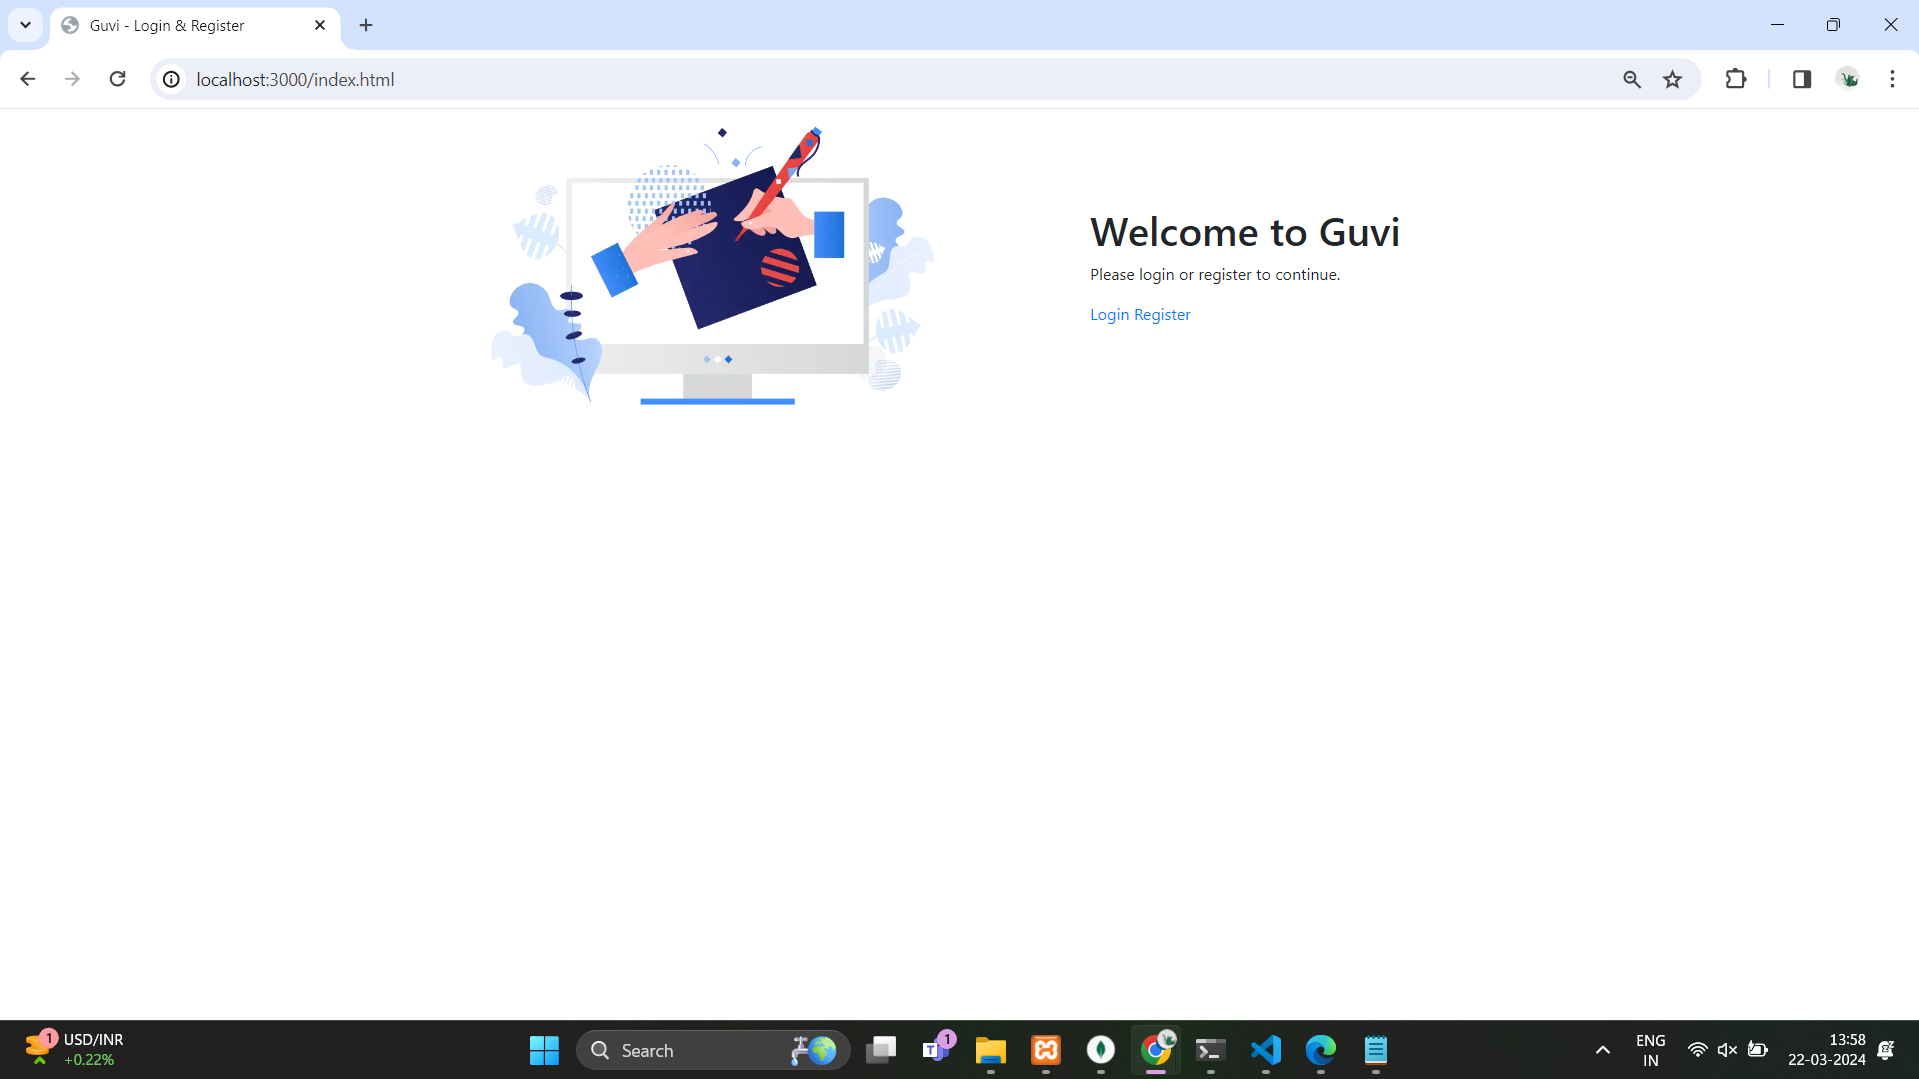 Guvi - Login & Register
localhost:3000/index.html
Welcome to Guvi
Please login or register to continue.
Login Register
1
USD/INR
+0.22%
Search
1
T
ENG
IN
13:58
22-03-2024